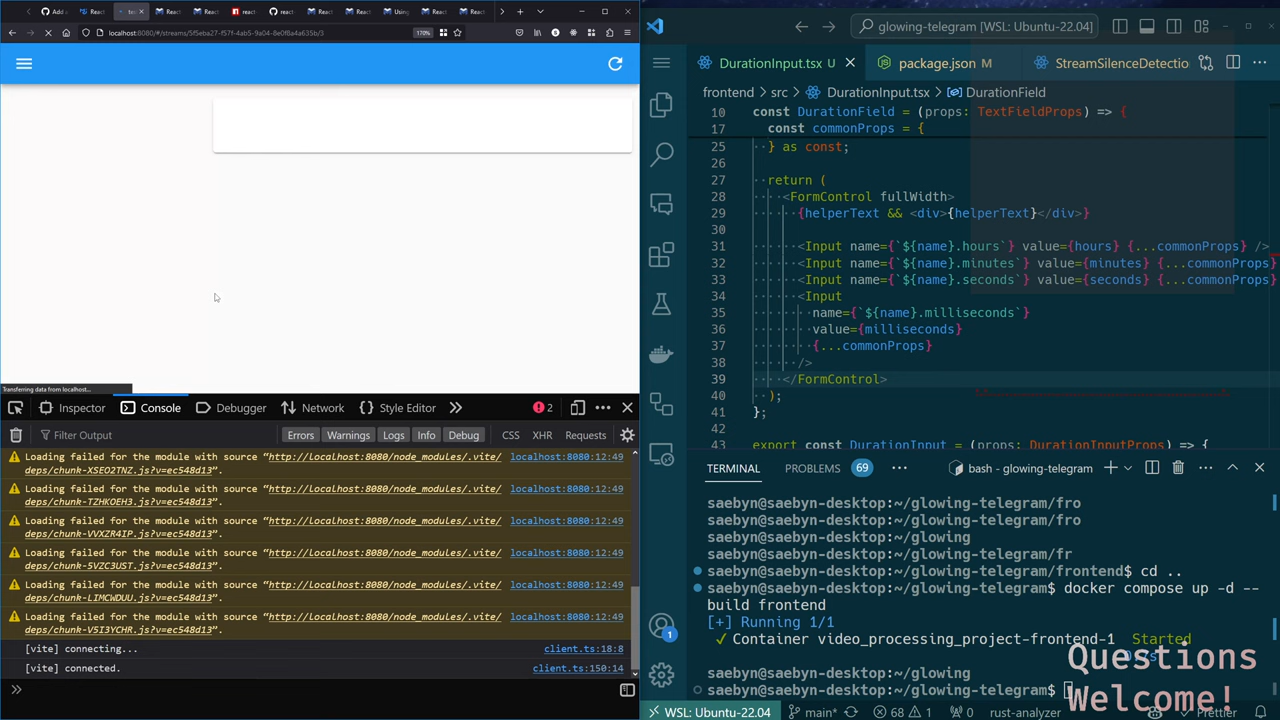 Add a
React
tes
React
React
react
react
React
React
Using
React
React
localhost:8080/#/streams/5f5eba27-f57f-4ab5-9a04-8e0f8a4a635b/3
170%
Transferring data from localhost...
Inspector
Console
Debugger
Network
Style Editor
2
Filter Output
Errors
Warnings
Logs
Info
Debug
CSS
XHR
Requests
Loading failed for the module with source “http://localhost:8080/node_modules/.vite/
deps/chunk-XSEO2TNZ.js?v=ec548d13”.
localhost:8080:12:49
Loading failed for the module with source “http://localhost:8080/node_modules/.vite/
deps/chunk-TZHKOEH3.js?v=ec548d13”.
localhost:8080:12:49
Loading failed for the module with source “http://localhost:8080/node_modules/.vite/
deps/chunk-VVXZR4IP.js?v=ec548d13”.
localhost:8080:12:49
Loading failed for the module with source “http://localhost:8080/node_modules/.vite/
deps/chunk-5VZC3UST.js?v=ec548d13”.
localhost:8080:12:49
Loading failed for the module with source “http://localhost:8080/node_modules/.vite/
deps/chunk-LIMCWDUU.js?v=ec548d13”.
localhost:8080:12:49
Loading failed for the module with source “http://localhost:8080/node_modules/.vite/
deps/chunk-V5I3YCHR.js?v=ec548d13”.
localhost:8080:12:49
[vite] connecting...
client.ts:18:8
[vite] connected.
client.ts:150:14
glowing-telegram [WSL: Ubuntu-22.04]
DurationInput.tsx U
package.json M
StreamSilenceDetectio
frontend > src > DurationInput.tsx > DurationField
10 const DurationField = (props: TextFieldProps) => {
17 const commonProps = {
25 } as const;
26
27 return (
28 <FormControl fullWidth>
29 {helperText && <div>{helperText}</div>}
30
31 <Input name={`${name}.hours`} value={hours} {...commonProps} />
32 <Input name={`${name}.minutes`} value={minutes} {...commonProps}
33 <Input name={`${name}.seconds`} value={seconds} {...commonProps}
34 <Input
35 name={`${name}.milliseconds`}
36 value={milliseconds}
37 {...commonProps}
38 />
39 </FormControl>
40 );
41 };
42
43 export const DurationInput = (props: DurationInputProps) => {
TERMINAL
PROBLEMS 69
bash - glowing-telegram
saebyn@saebyn-desktop:~/glowing-telegram/fro
saebyn@saebyn-desktop:~/glowing-telegram/fro
saebyn@saebyn-desktop:~/glowing
saebyn@saebyn-desktop:~/glowing-telegram/fr
saebyn@saebyn-desktop:~/glowing-telegram/frontend$ cd ..
saebyn@saebyn-desktop:~/glowing-telegram$ docker compose up -d --
build frontend
[+] Running 1/1
✓ Container video_processing_project-frontend-1 Started
saebyn@saebyn-desktop:~/glowing
saebyn@saebyn-desktop:~/glowing-telegram$
Questions
Welcome!
1
WSL: Ubuntu-22.04
main*
68
1
0
rust-analyzer
Prettier